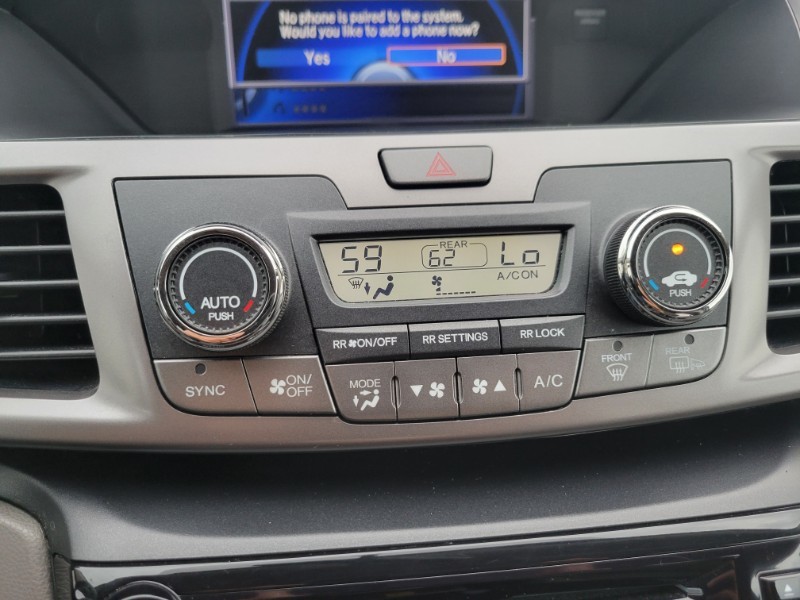 No phone is paired to the system.
Would you like to add a phone now?
Yes No
59 REAR 62 Lo
A/C ON
AUTO
PUSH
PUSH
RR ON/OFF RR SETTINGS RR LOCK
SYNC ON/OFF MODE A/C FRONT REAR